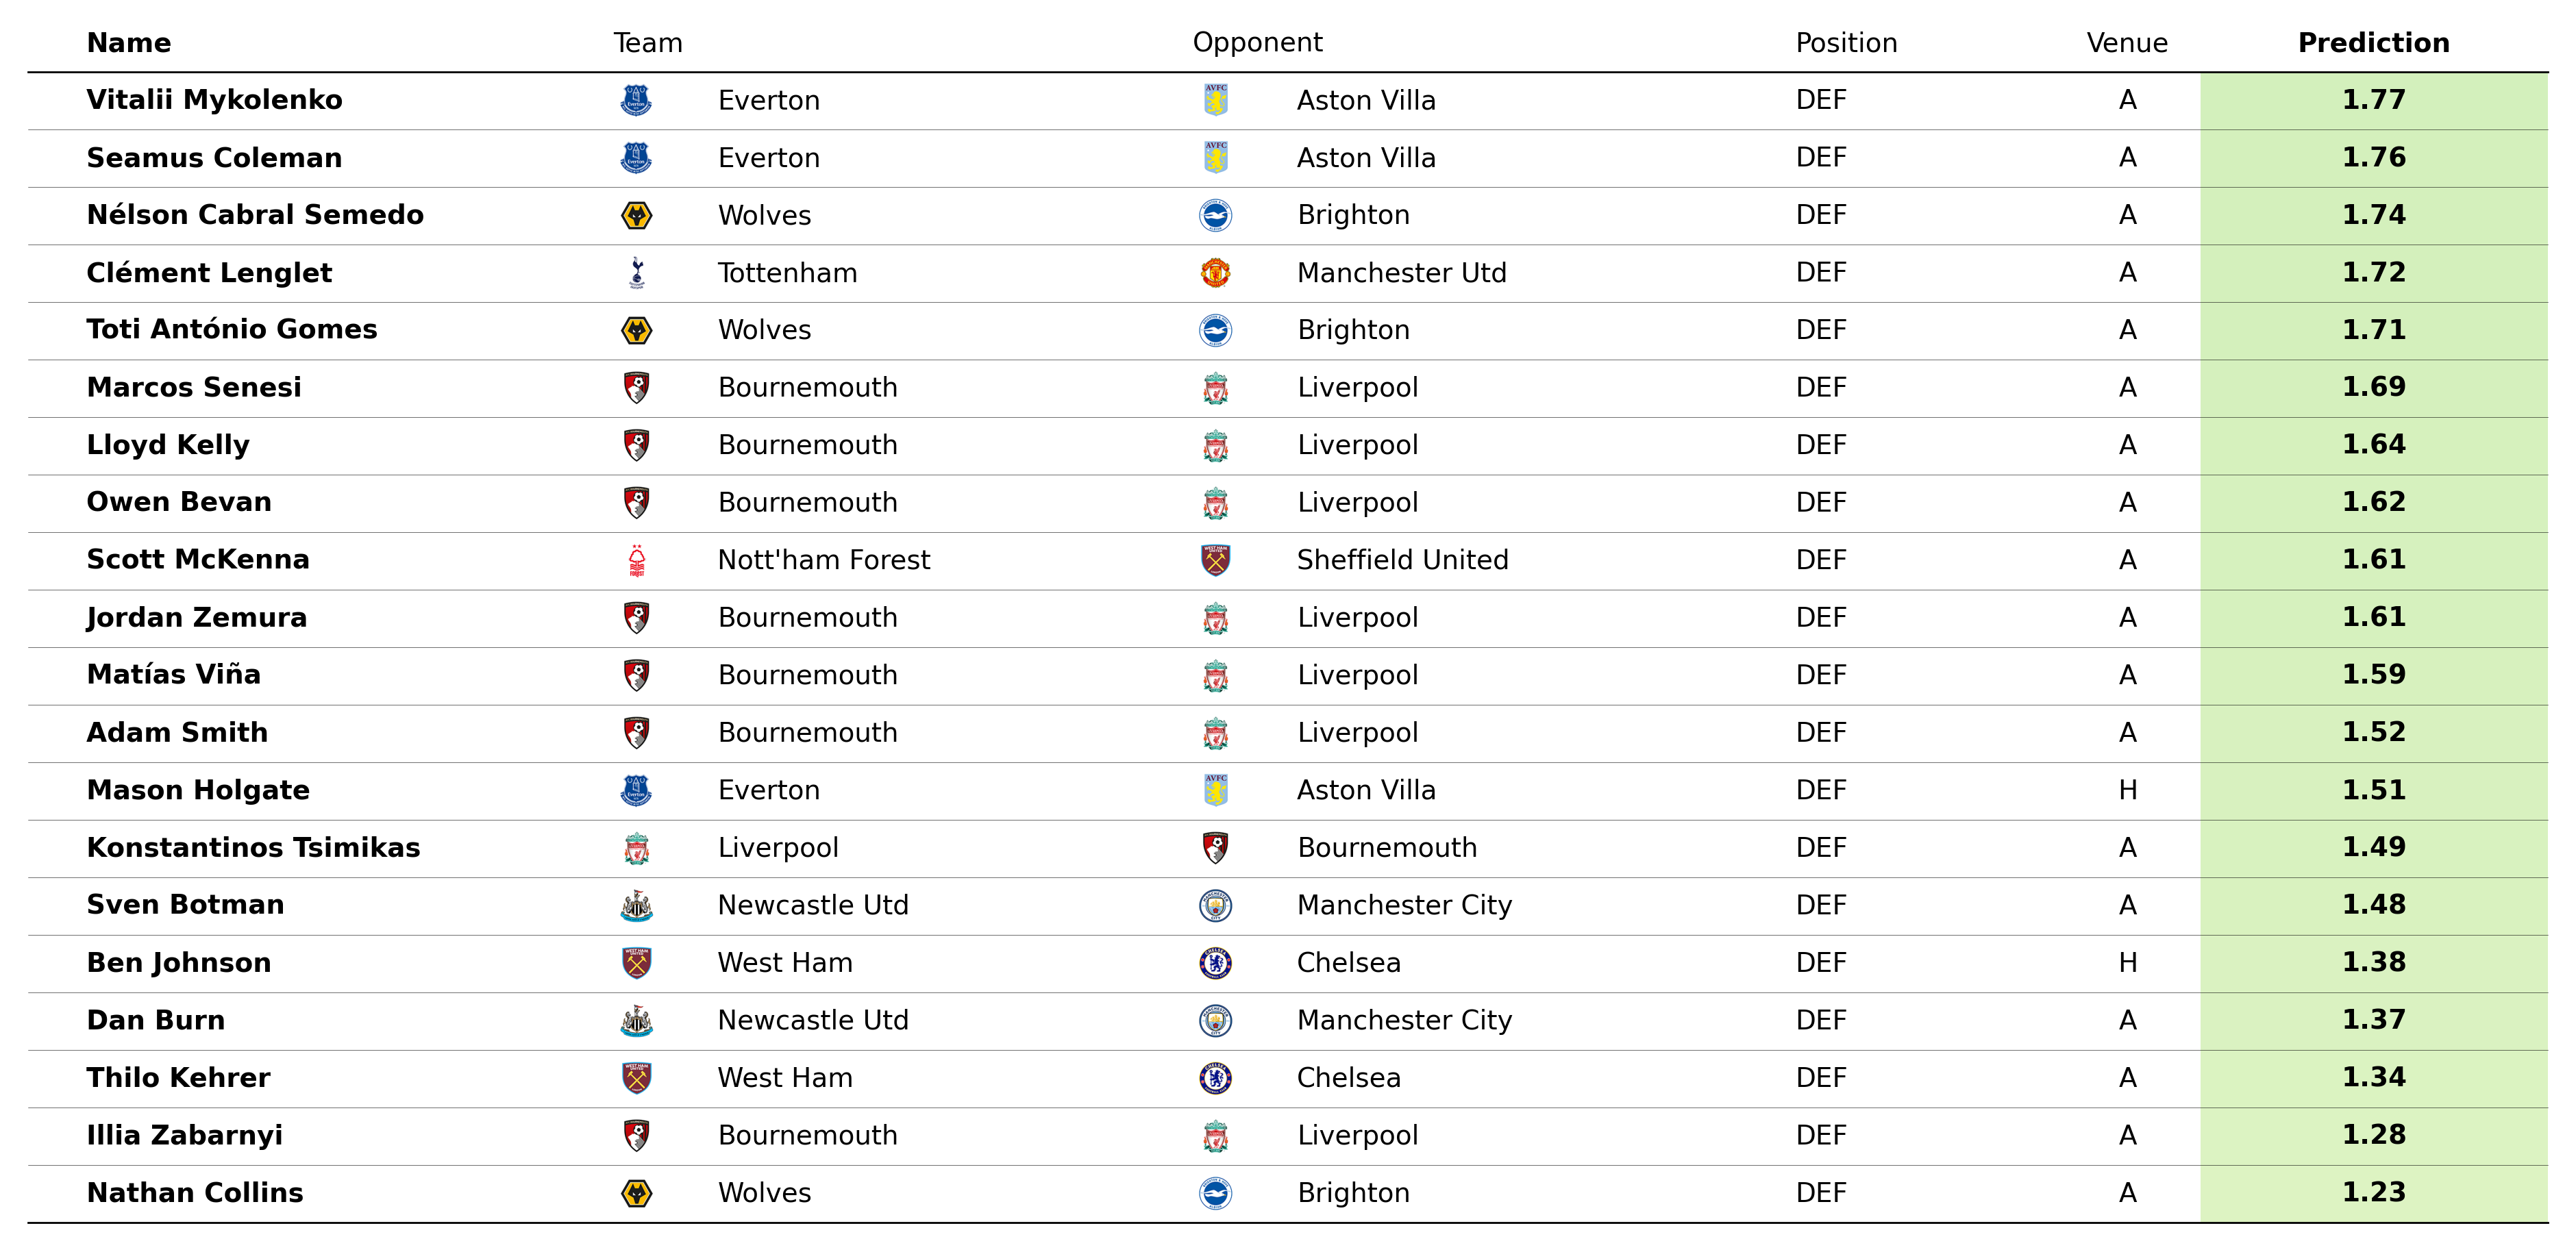 Name Team Opponent Position Venue Prediction
Vitalii Mykolenko Everton Aston Villa DEF A 1.77
Seamus Coleman Everton Aston Villa DEF A 1.76
Nélson Cabral Semedo Wolves Brighton DEF A 1.74
Clément Lenglet Tottenham Manchester Utd DEF A 1.72
Toti António Gomes Wolves Brighton DEF A 1.71
Marcos Senesi Bournemouth Liverpool DEF A 1.69
Lloyd Kelly Bournemouth Liverpool DEF A 1.64
Owen Bevan Bournemouth Liverpool DEF A 1.62
Scott McKenna Nott'ham Forest Sheffield United DEF A 1.61
Jordan Zemura Bournemouth Liverpool DEF A 1.61
Matías Viña Bournemouth Liverpool DEF A 1.59
Adam Smith Bournemouth Liverpool DEF A 1.52
Mason Holgate Everton Aston Villa DEF H 1.51
Konstantinos Tsimikas Liverpool Bournemouth DEF A 1.49
Sven Botman Newcastle Utd Manchester City DEF A 1.48
Ben Johnson West Ham Chelsea DEF H 1.38
Dan Burn Newcastle Utd Manchester City DEF A 1.37
Thilo Kehrer West Ham Chelsea DEF A 1.34
Illia Zabarnyi Bournemouth Liverpool DEF A 1.28
Nathan Collins Wolves Brighton DEF A 1.23